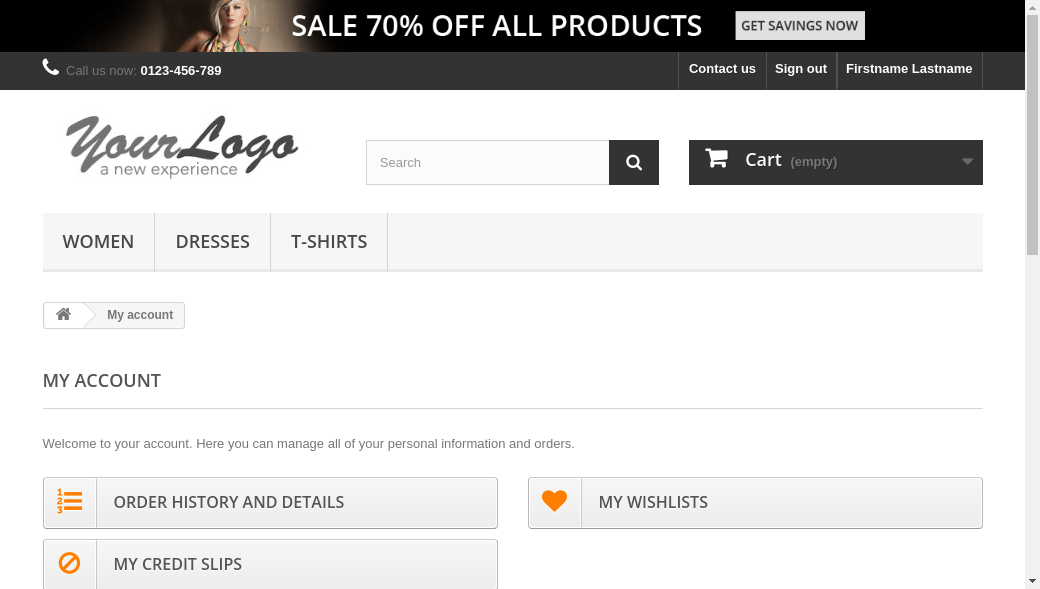 SALE 70% OFF ALL PRODUCTS GET SAVINGS NOW
Call us now: 0123-456-789 Contact us Sign out Firstname Lastname
YourLogo
a new experience
Search Cart (empty)
WOMEN DRESSES T-SHIRTS
My account
MY ACCOUNT
Welcome to your account. Here you can manage all of your personal information and orders.
ORDER HISTORY AND DETAILS MY WISHLISTS
MY CREDIT SLIPS